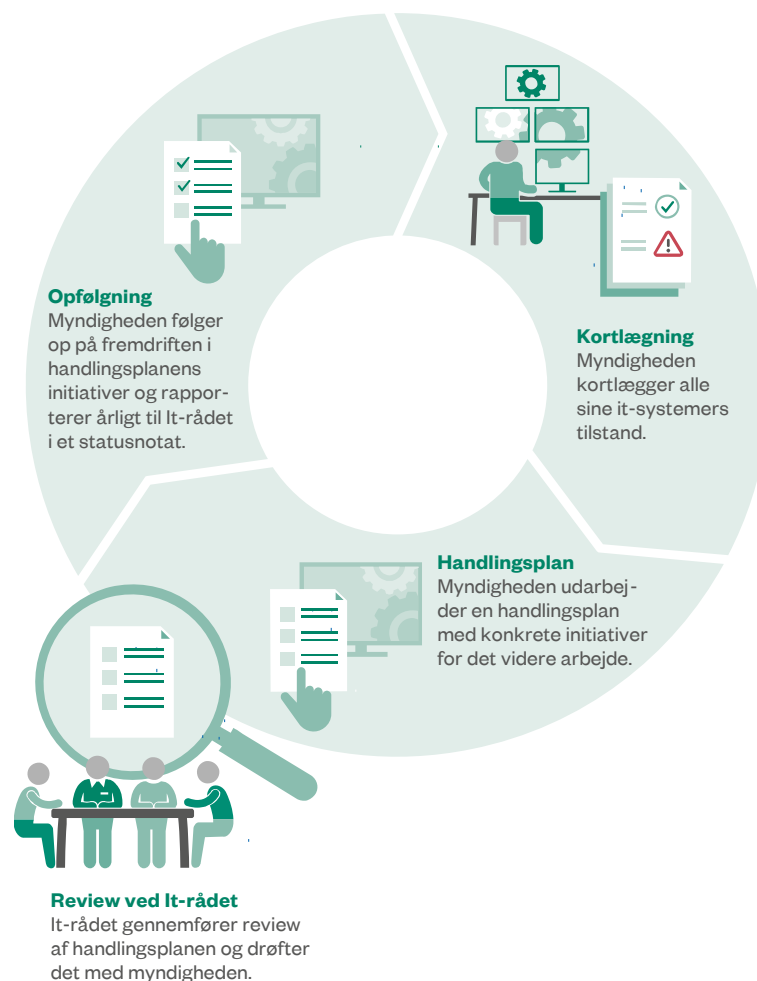 Opfølgning
Myndigheden følger
op på fremdriften i
handlingsplanens
initiativer og rappor-
terer årligt til It-rådet
i et statusnotat.
Kortlægning
Myndigheden
kortlægger alle
sine it-systemers
tilstand.
Handlingsplan
Myndigheden udarbej-
der en handlingsplan
med konkrete initiativer
for det videre arbejde.
Review ved It-rådet
It-rådet gennemfører review
af handlingsplanen og drøfter
det med myndigheden.